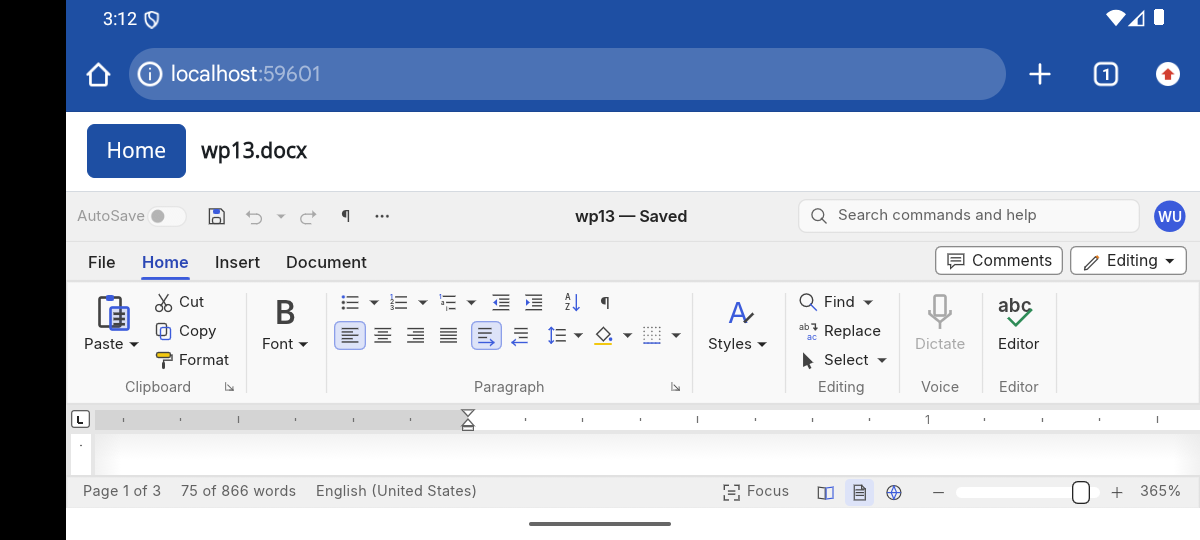 3:12
localhost:59601
1
Home
wp13.docx
AutoSave
wp13 — Saved
Search commands and help
WU
File
Home
Insert
Document
Comments
Editing
Paste
Cut
Copy
Format
Clipboard
B
Font
Paragraph
A
Styles
Find
Replace
Select
Editing
Dictate
Voice
abc
Editor
Editor
L
1
Page 1 of 3
75 of 866 words
English (United States)
Focus
365%